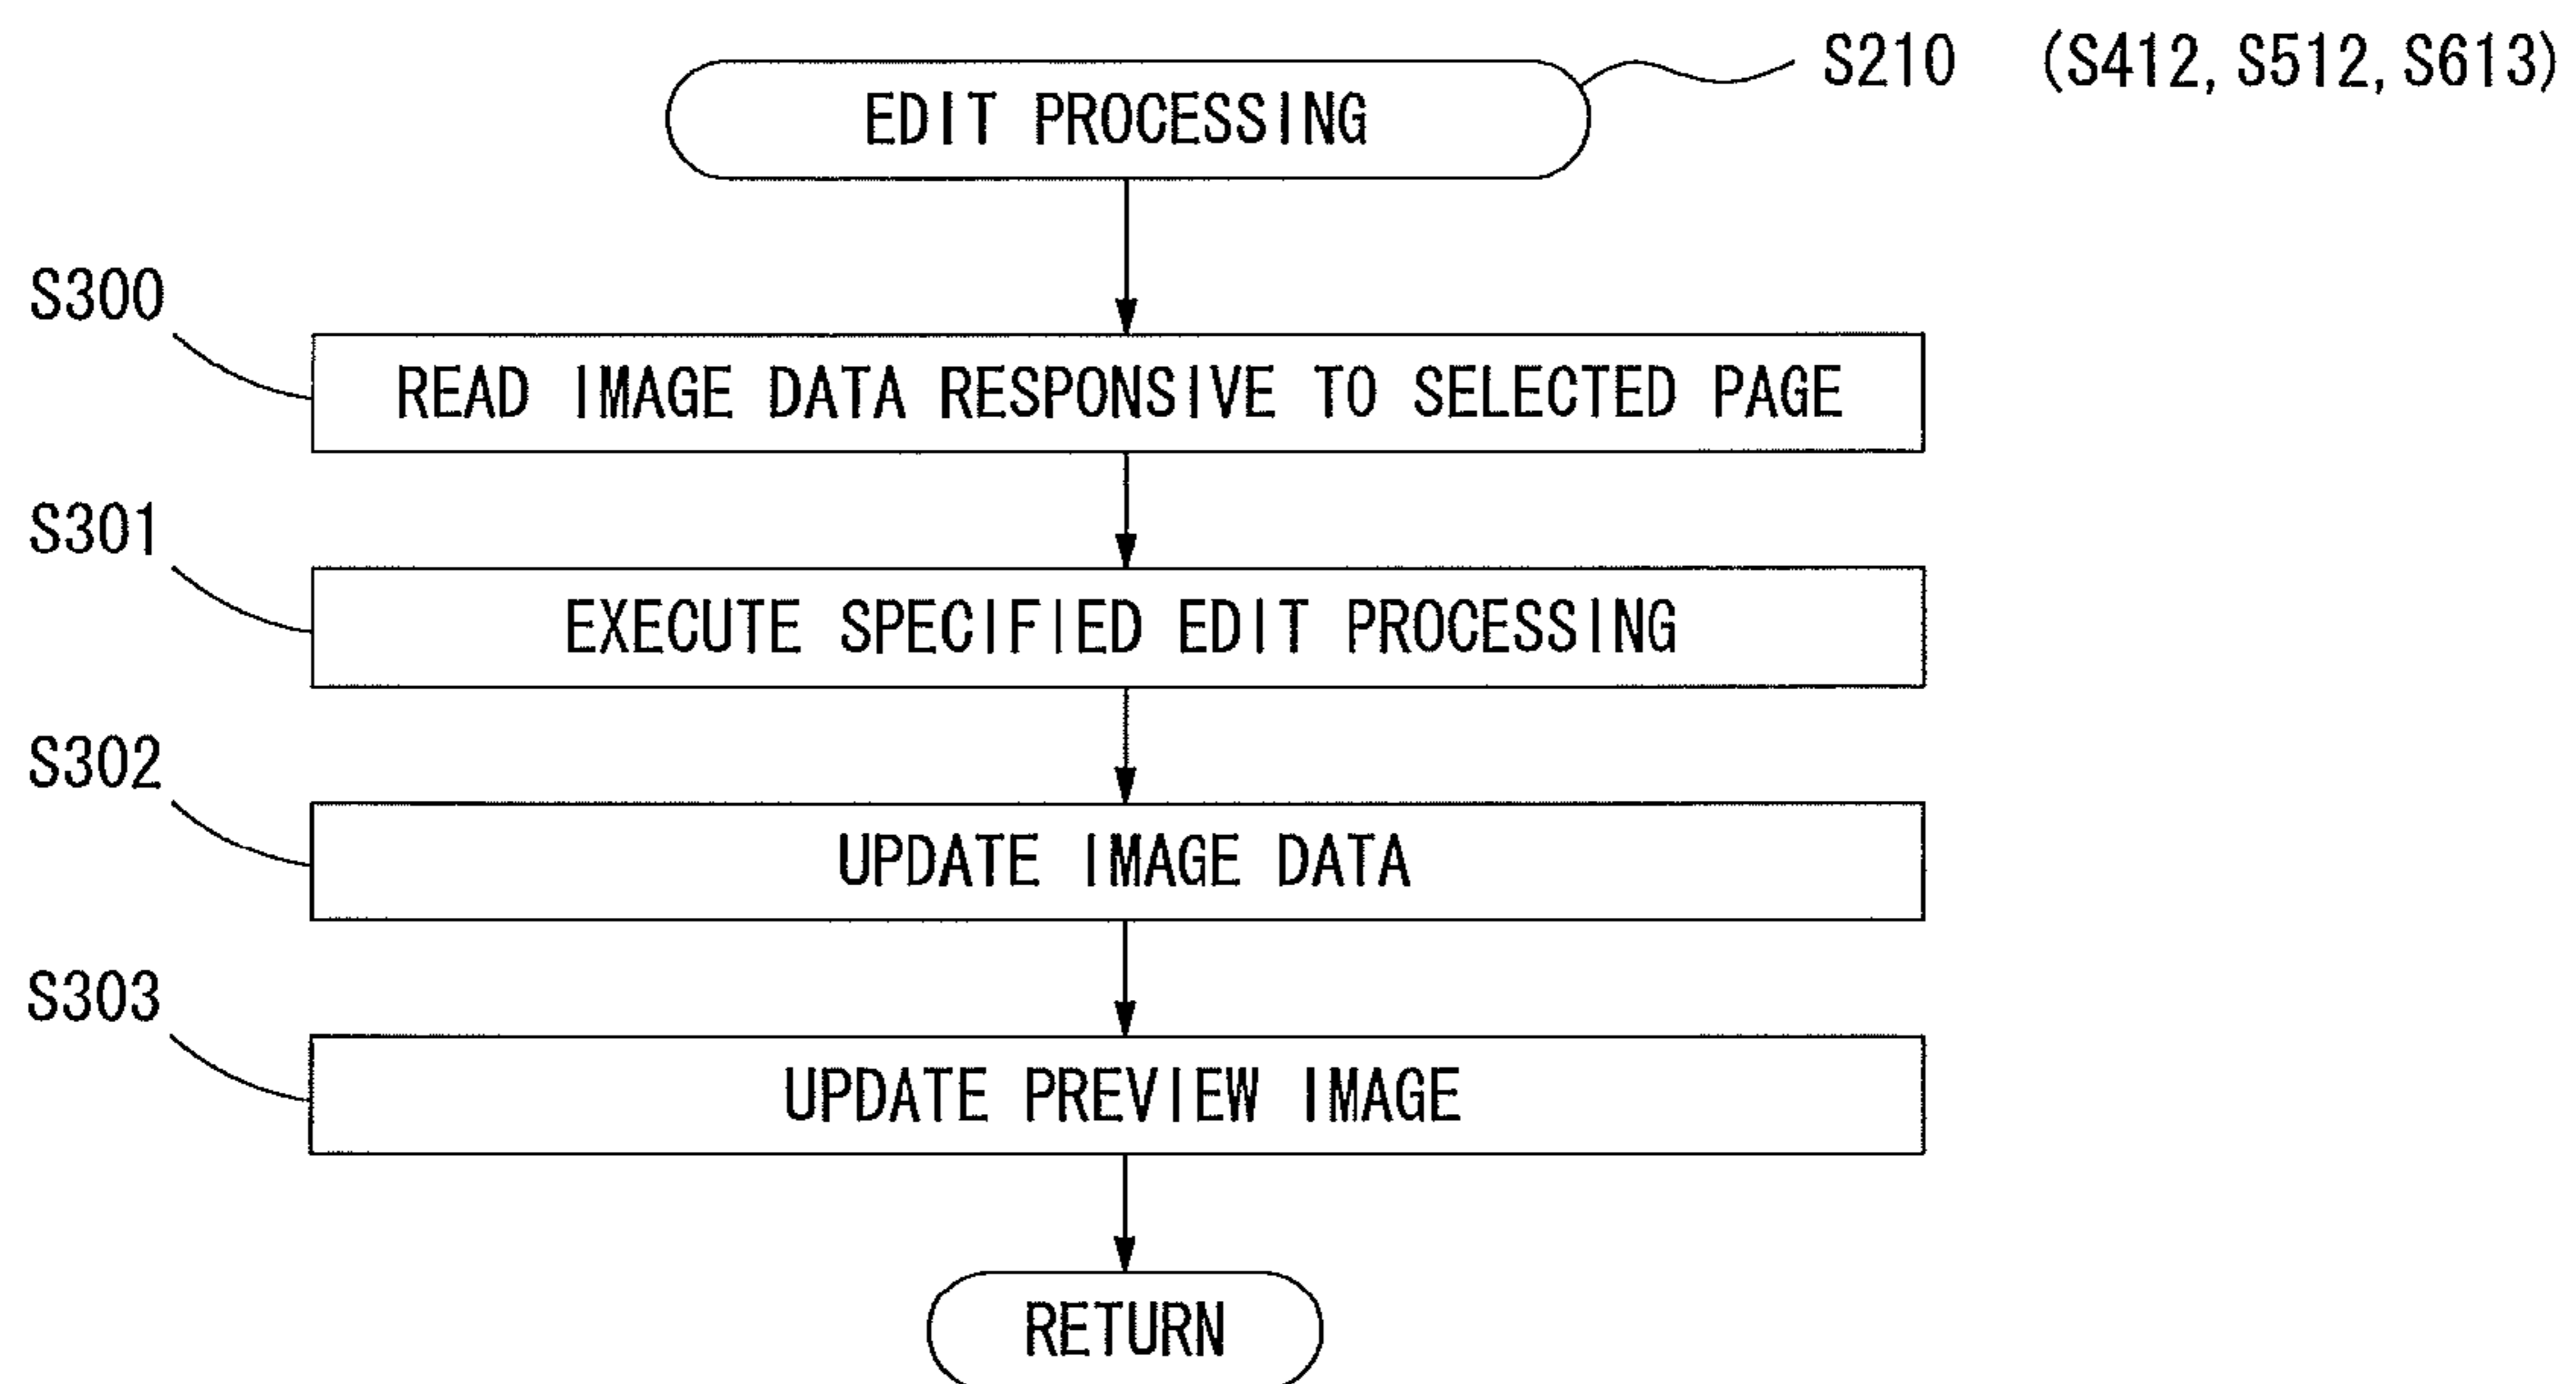 S210 (S412, S512, S613)
EDIT PROCESSING
S300
READ IMAGE DATA RESPONSIVE TO SELECTED PAGE
S301
EXECUTE SPECIFIED EDIT PROCESSING
S302
UPDATE IMAGE DATA
S303
UPDATE PREVIEW IMAGE
RETURN